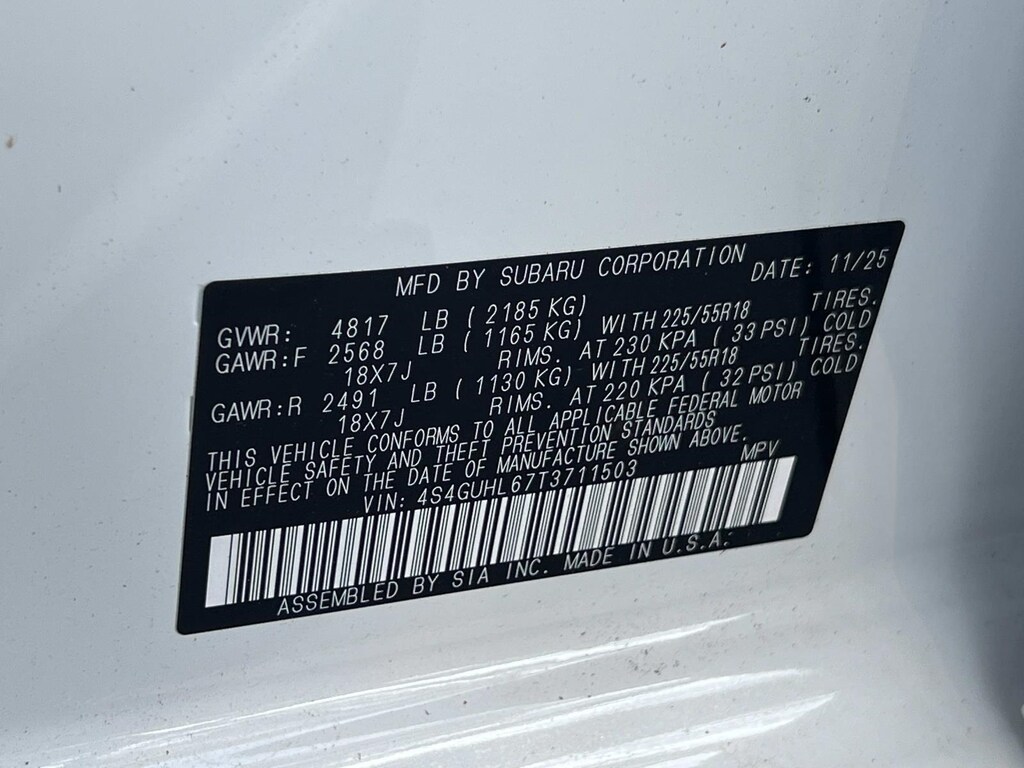 MFD BY SUBARU CORPORATION DATE: 11/25
GVWR: 4817 LB ( 2185 KG)
GAWR:F 2568 LB ( 1165 KG) WITH 225/55R18 TIRES.
18X7J RIMS. AT 230 KPA ( 33 PSI) COLD
GAWR:R 2491 LB ( 1130 KG) WITH 225/55R18 TIRES.
18X7J RIMS. AT 220 KPA ( 32 PSI) COLD
THIS VEHICLE CONFORMS TO ALL APPLICABLE FEDERAL MOTOR
VEHICLE SAFETY AND THEFT PREVENTION STANDARDS
IN EFFECT ON THE DATE OF MANUFACTURE SHOWN ABOVE.
VIN: 4S4GUHL67T3711503 MPV
ASSEMBLED BY SIA INC. MADE IN U.S.A.